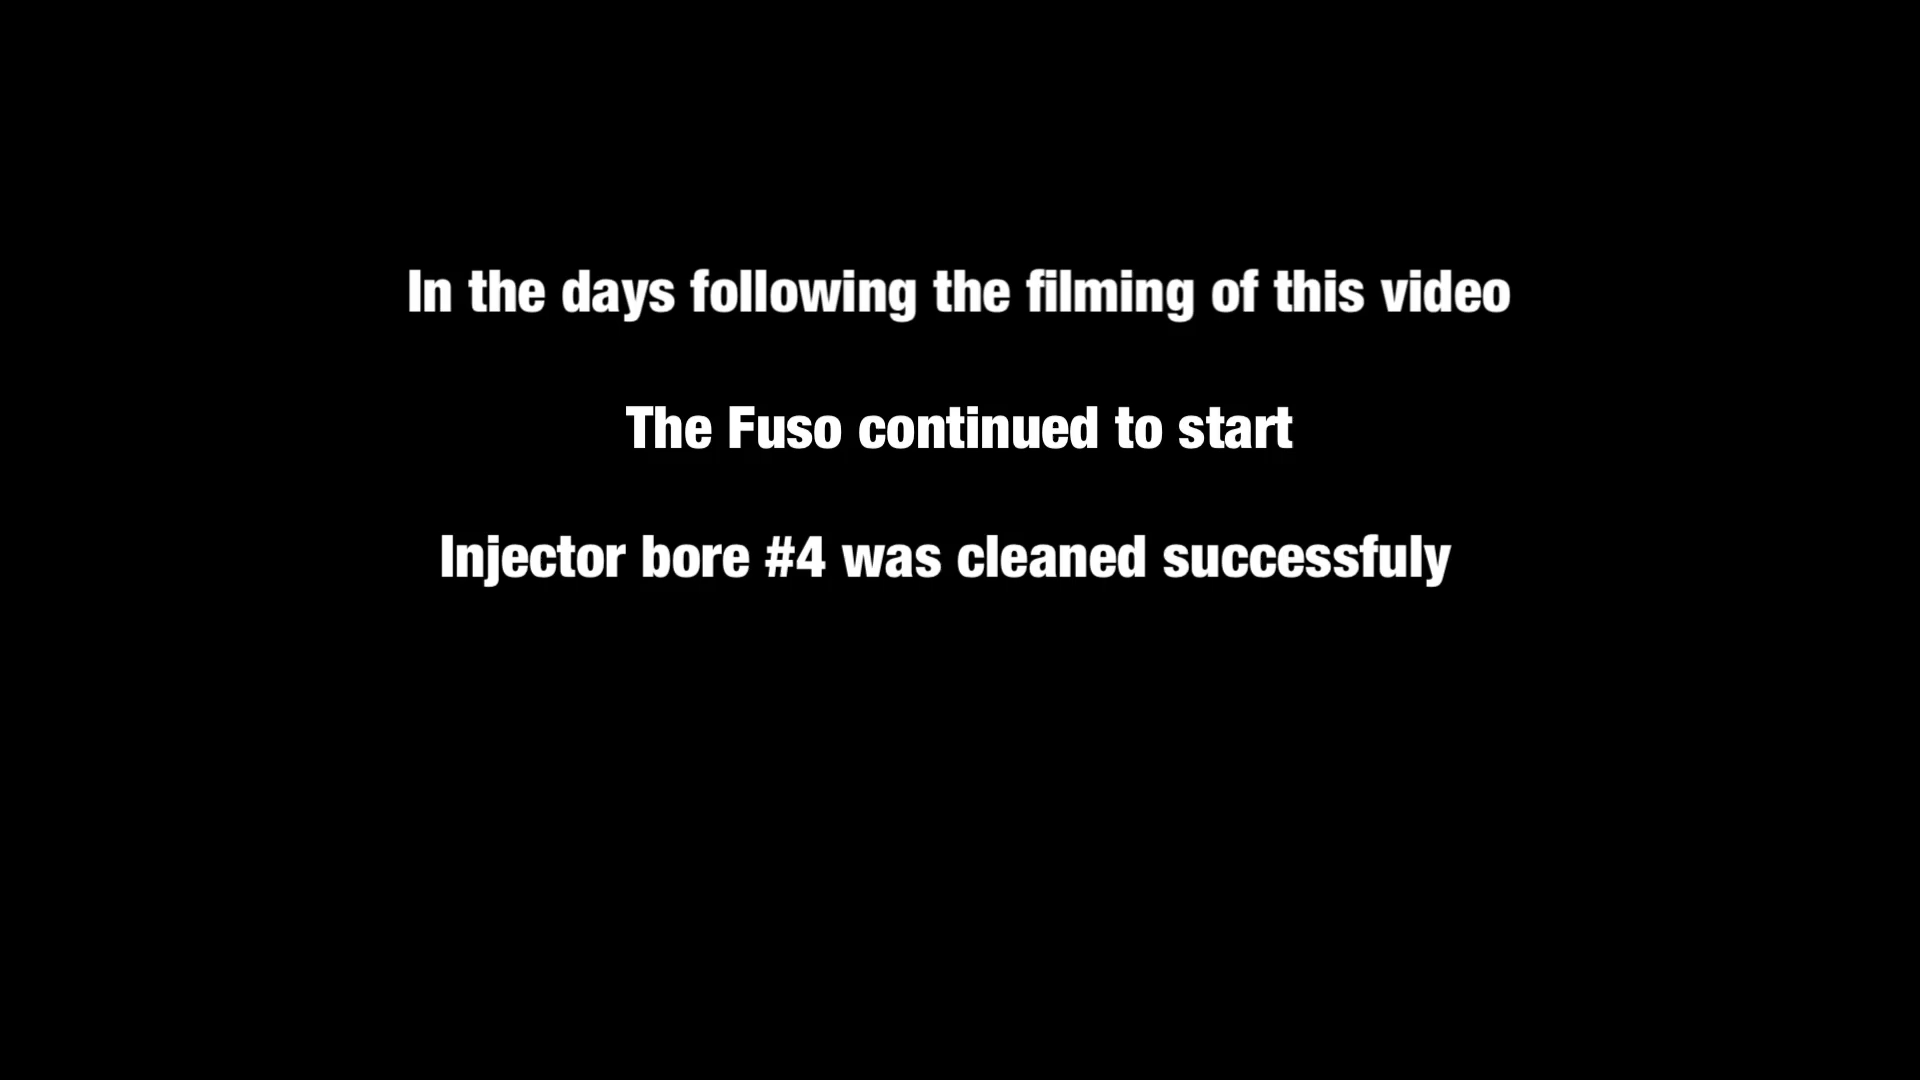 In the days following the filming of this video
The Fuso continued to start
Injector bore #4 was cleaned successfuly